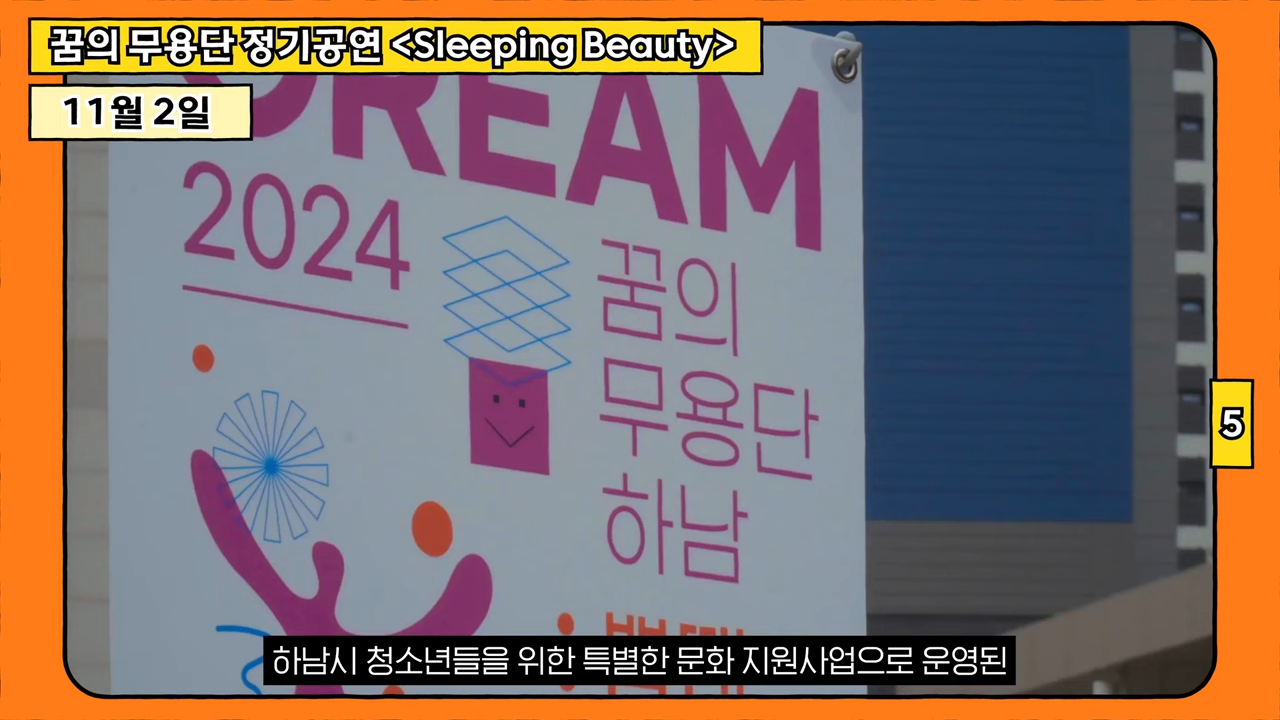 꿈의 무용단 정기공연 <Sleeping Beauty>
11월 2일
DREAM
2024
꿈의
무용단
하남
5
하남시 청소년들을 위한 특별한 문화 지원사업으로 운영된